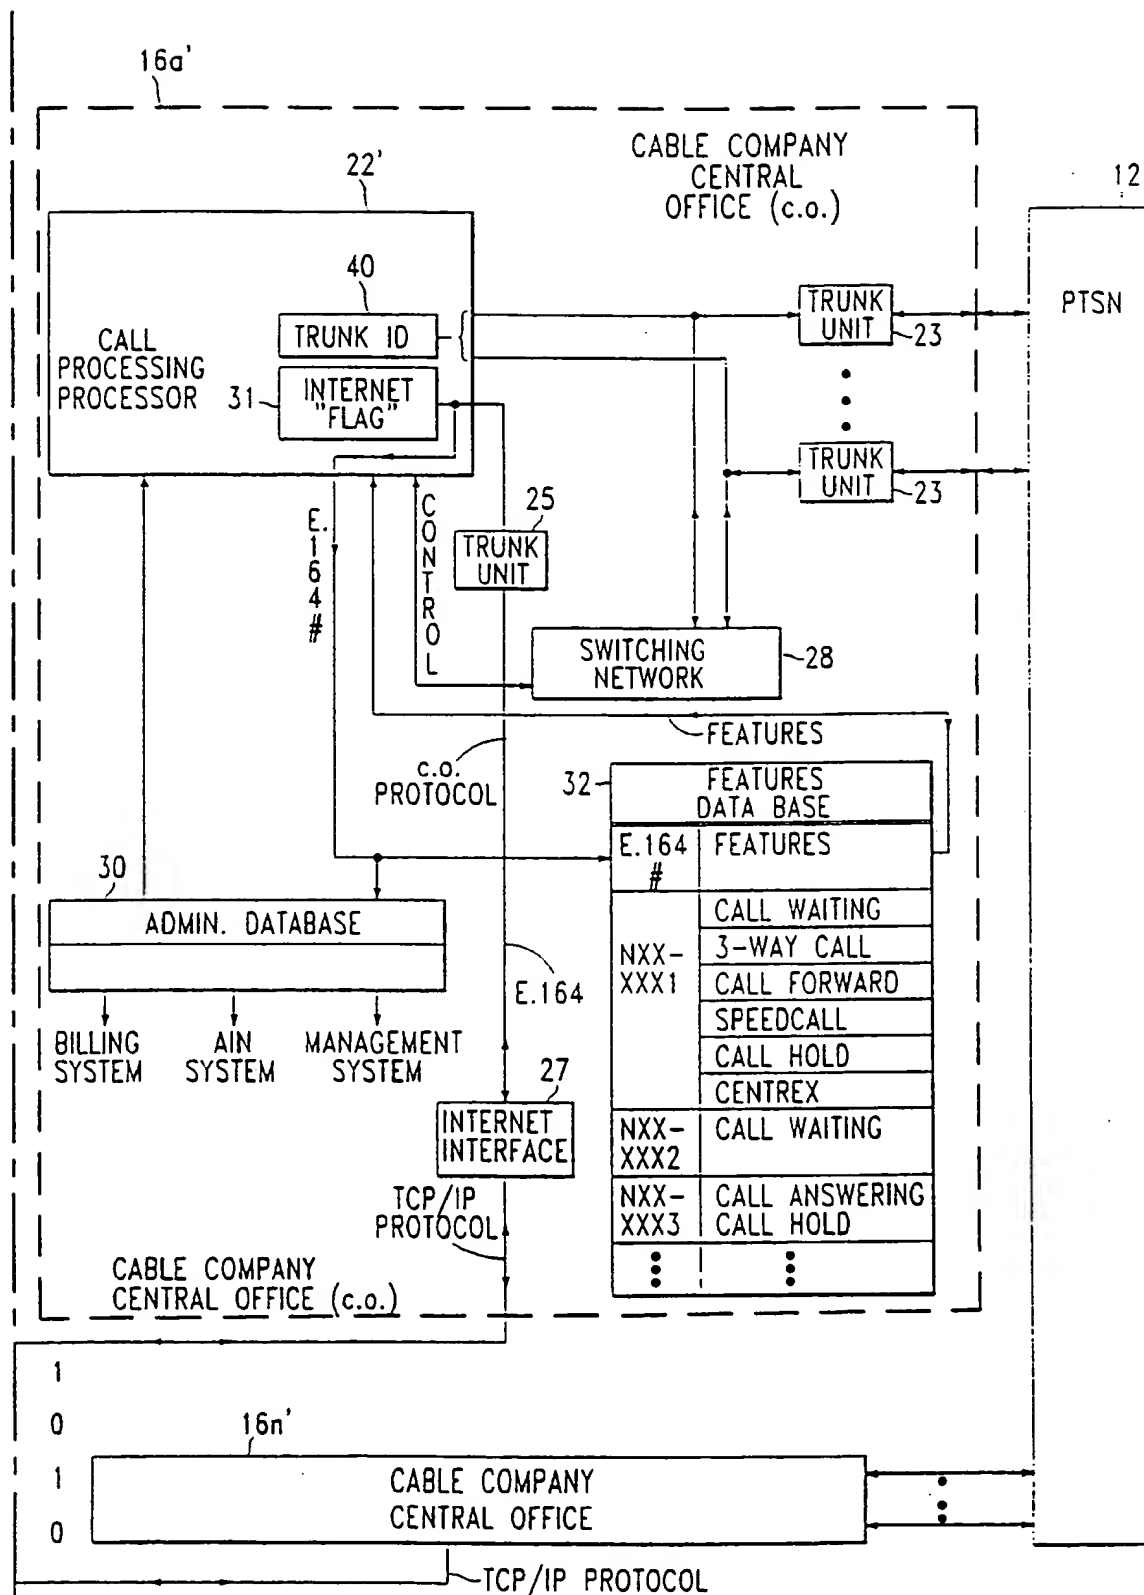 16a'
CABLE COMPANY
CENTRAL
OFFICE (c.o.)
22'
12
40
TRUNK ID
CALL
PROCESSING
PROCESSOR
31
INTERNET
"FLAG"
TRUNK
UNIT
23
PTSN
TRUNK
UNIT
23
E.164#
CONTROL
25
TRUNK
UNIT
SWITCHING
NETWORK
28
FEATURES
c.o.
PROTOCOL
32
FEATURES
DATA BASE
E.164
#
FEATURES
NXX-
XXX1
CALL WAITING
3-WAY CALL
CALL FORWARD
SPEEDCALL
CALL HOLD
CENTREX
NXX-
XXX2
CALL WAITING
NXX-
XXX3
CALL ANSWERING
CALL HOLD
30
ADMIN. DATABASE
BILLING
SYSTEM
AIN
SYSTEM
MANAGEMENT
SYSTEM
E.164
27
INTERNET
INTERFACE
TCP/IP
PROTOCOL
CABLE COMPANY
CENTRAL OFFICE (c.o.)
1
0
1
0
16n'
CABLE COMPANY
CENTRAL OFFICE
TCP/IP PROTOCOL